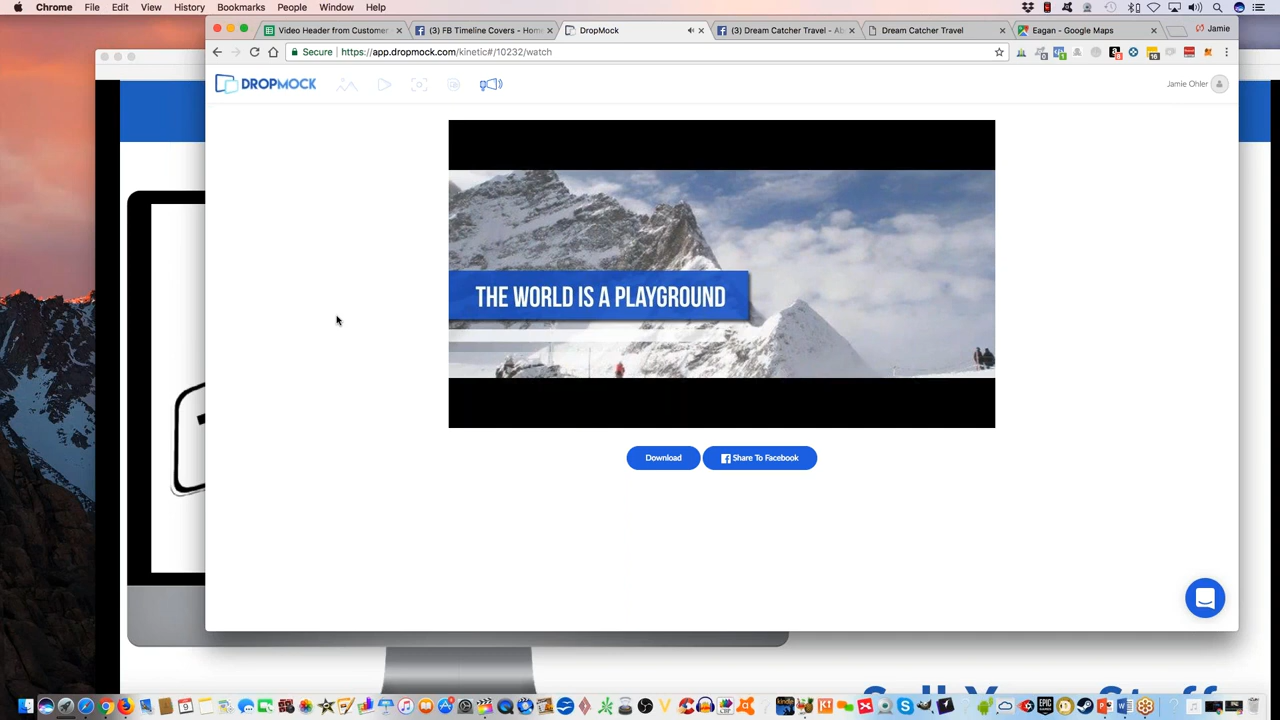 Chrome File Edit View History Bookmarks People Window Help
Video Header from Customer
(3) FB Timeline Covers - Home
DropMock
(3) Dream Catcher Travel - Ab
Dream Catcher Travel
Eagan - Google Maps
Jamie
Secure https://app.dropmock.com/kinetic#/10232/watch
DROPMOCK
Jamie Ohler
THE WORLD IS A PLAYGROUND
Download
Share To Facebook